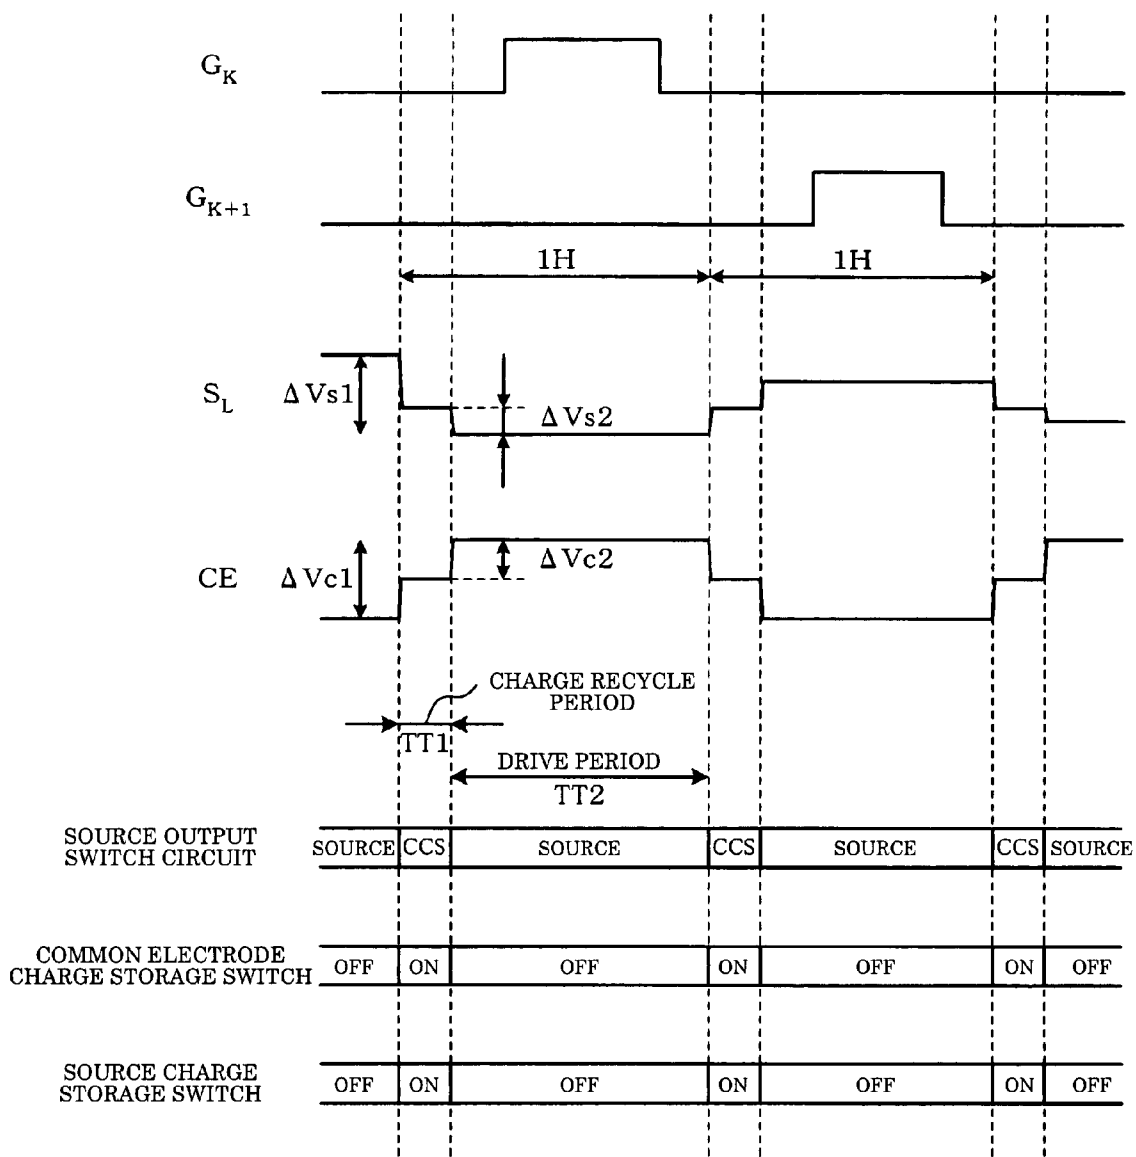 G_K
G_{K+1}
1H 1H
S_L ΔVs1 ΔVs2
CE ΔVc1 ΔVc2
CHARGE RECYCLE
PERIOD
TT1
DRIVE PERIOD
TT2
SOURCE OUTPUT
SWITCH CIRCUIT
SOURCE CCS SOURCE CCS SOURCE CCS SOURCE
COMMON ELECTRODE
CHARGE STORAGE SWITCH
OFF ON OFF ON OFF ON OFF
SOURCE CHARGE
STORAGE SWITCH
OFF ON OFF ON OFF ON OFF